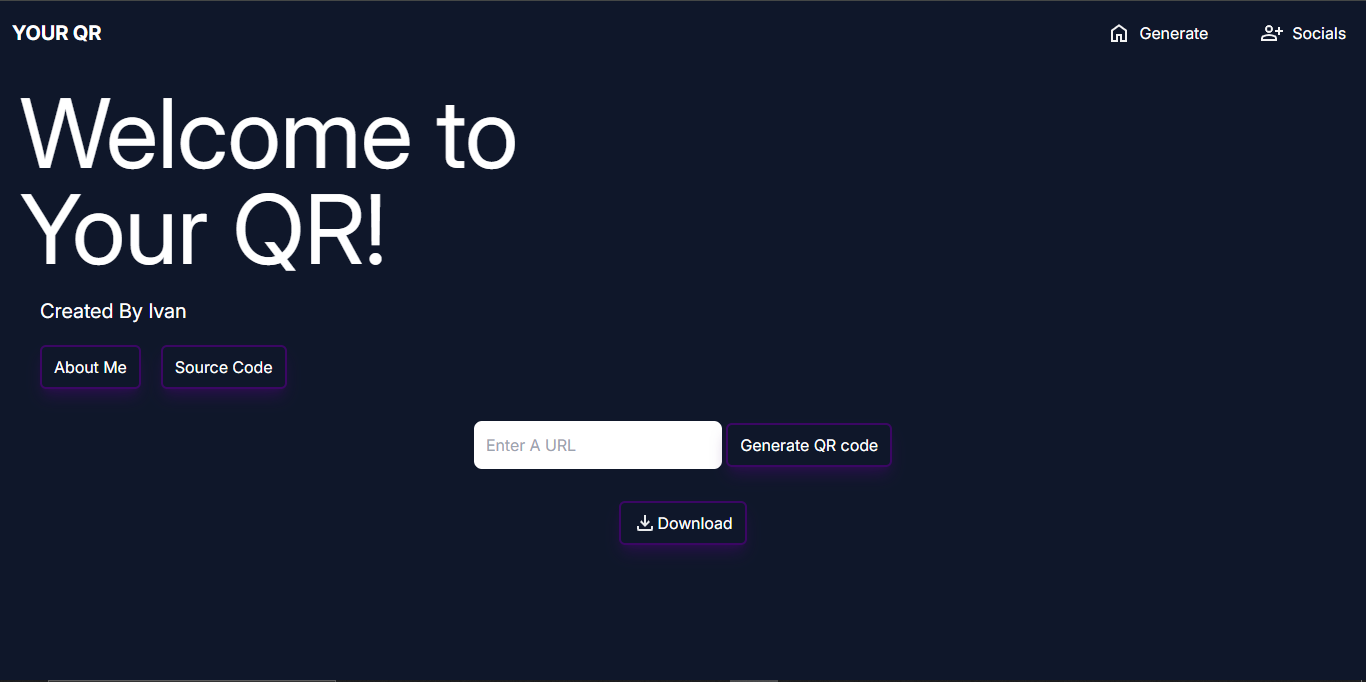 YOUR QR
Generate
Socials
Welcome to
Your QR!
Created By Ivan
About Me
Source Code
Enter A URL
Generate QR code
Download